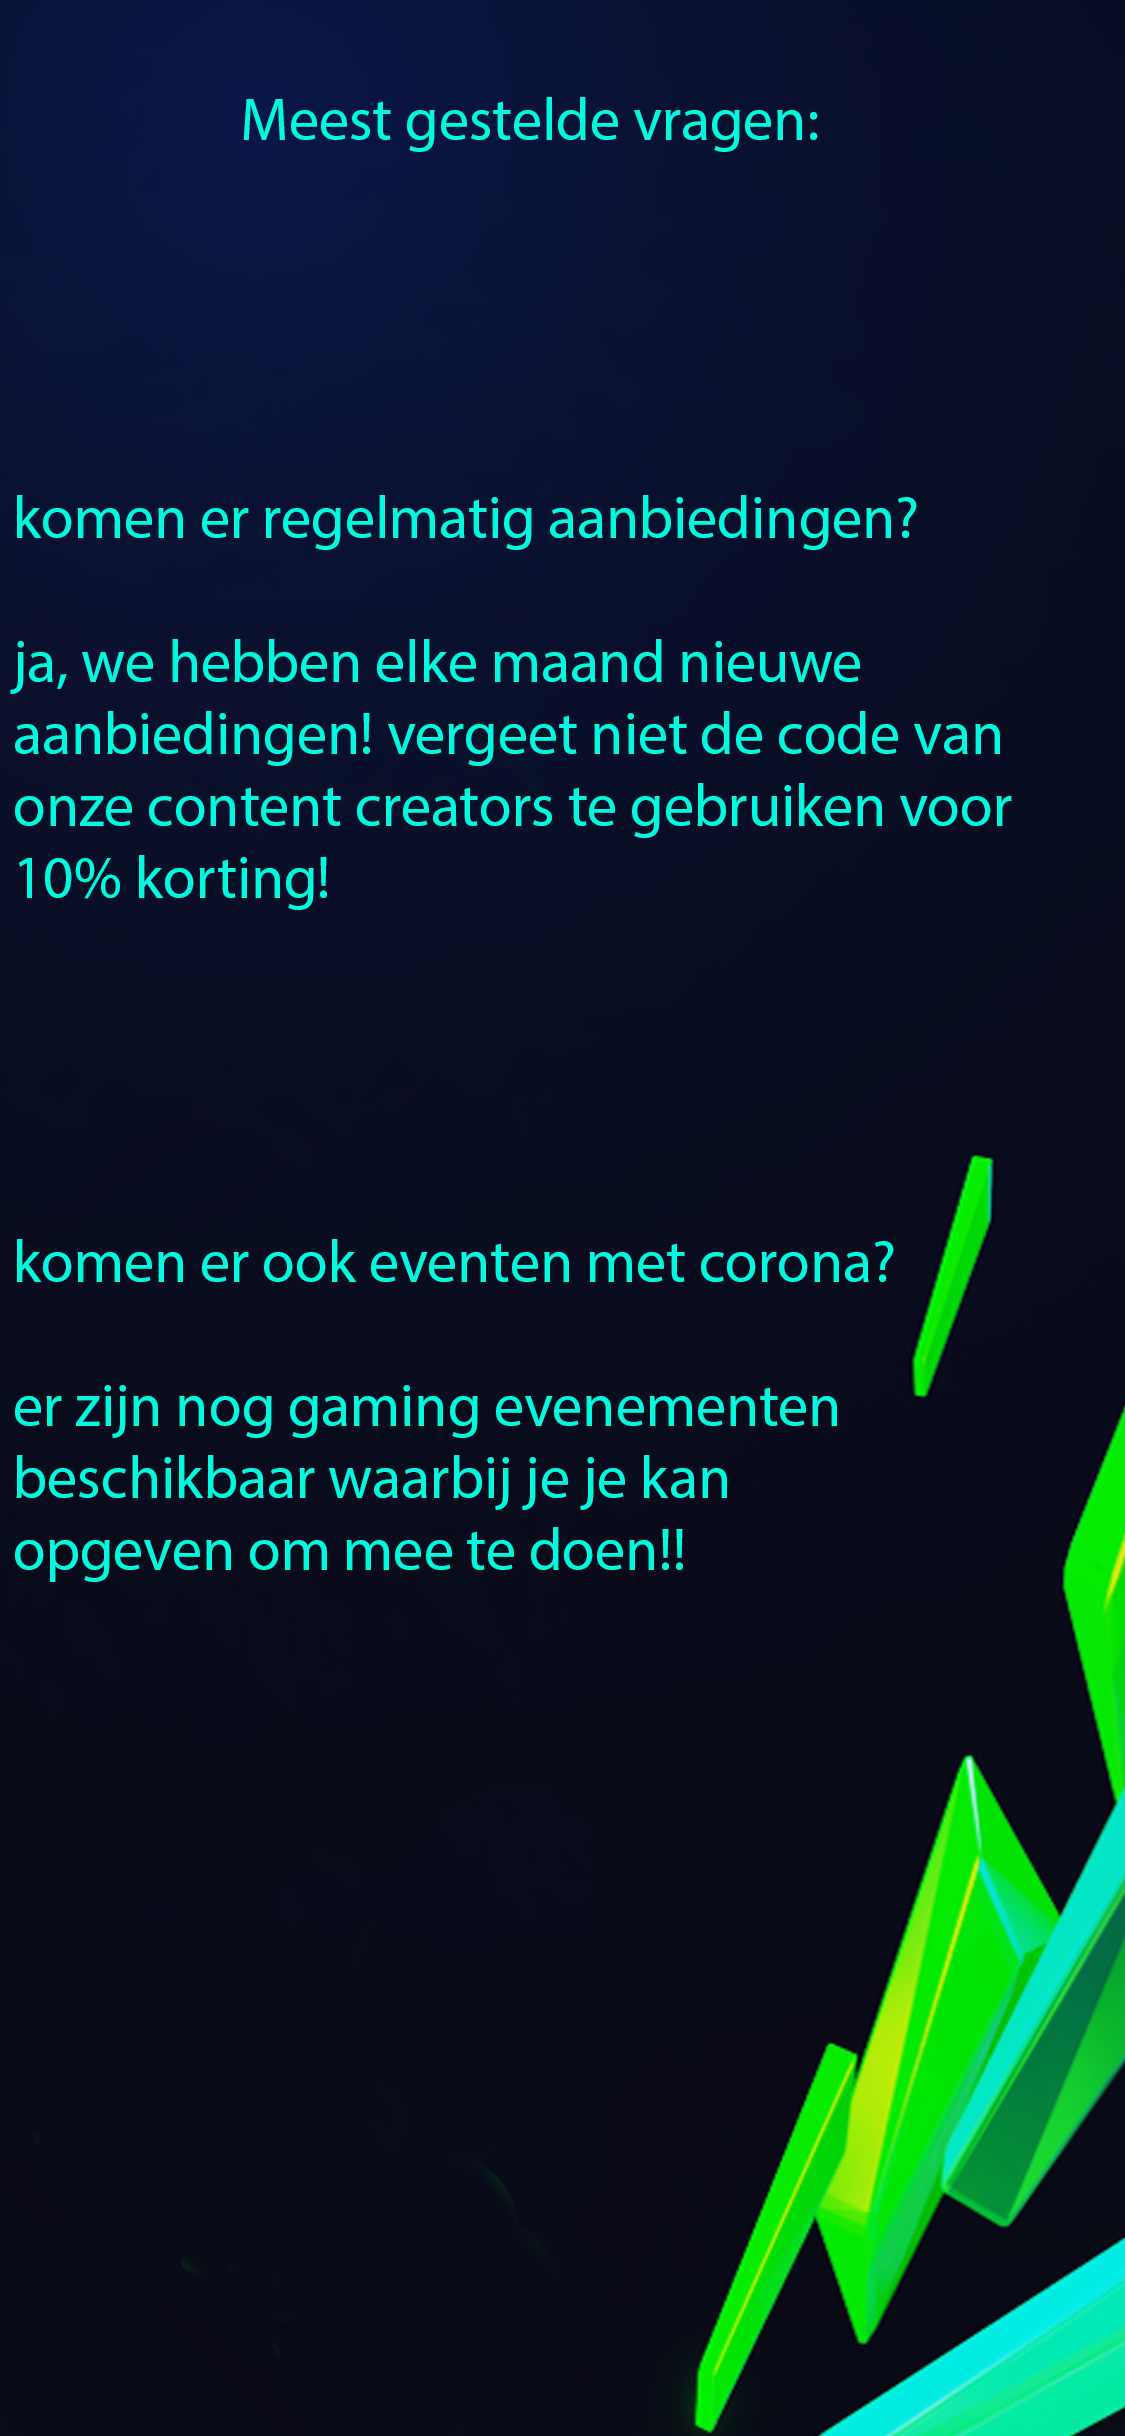 Meest gestelde vragen:
komen er regelmatig aanbiedingen?
ja, we hebben elke maand nieuwe
aanbiedingen! vergeet niet de code van
onze content creators te gebruiken voor
10% korting!
komen er ook eventen met corona?
er zijn nog gaming evenementen
beschikbaar waarbij je je kan
opgeven om mee te doen!!